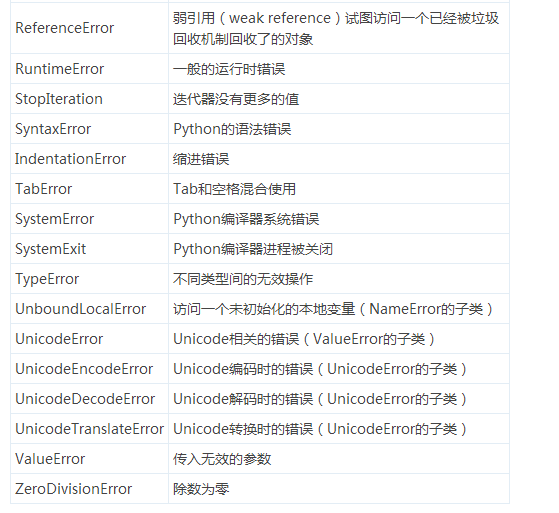 ReferenceError 弱引用（weak reference）试图访问一个已经被垃圾
回收机制回收了的对象
RuntimeError 一般的运行时错误
StopIteration 迭代器没有更多的值
SyntaxError Python的语法错误
IndentationError 缩进错误
TabError Tab和空格混合使用
SystemError Python编译器系统错误
SystemExit Python编译器进程被关闭
TypeError 不同类型间的无效操作
UnboundLocalError 访问一个未初始化的本地变量（NameError的子类）
UnicodeError Unicode相关的错误（ValueError的子类）
UnicodeEncodeError Unicode编码时的错误（UnicodeError的子类）
UnicodeDecodeError Unicode解码时的错误（UnicodeError的子类）
UnicodeTranslateError Unicode转换时的错误（UnicodeError的子类）
ValueError 传入无效的参数
ZeroDivisionError 除数为零